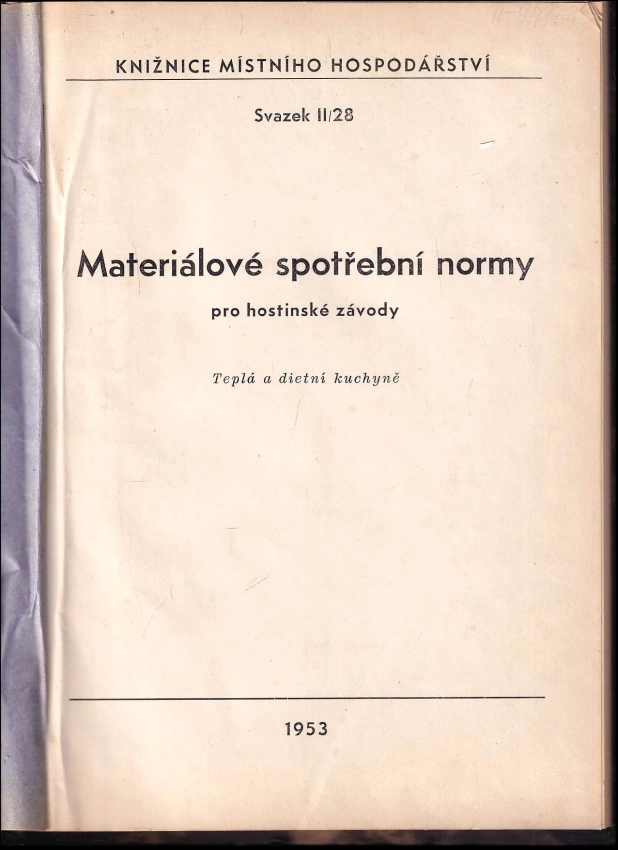 KNIŽNICE MÍSTNÍHO HOSPODÁŘSTVÍ
Svazek II/28
Materiálové spotřební normy
pro hostinské závody
Teplá a dietní kuchyně
1953